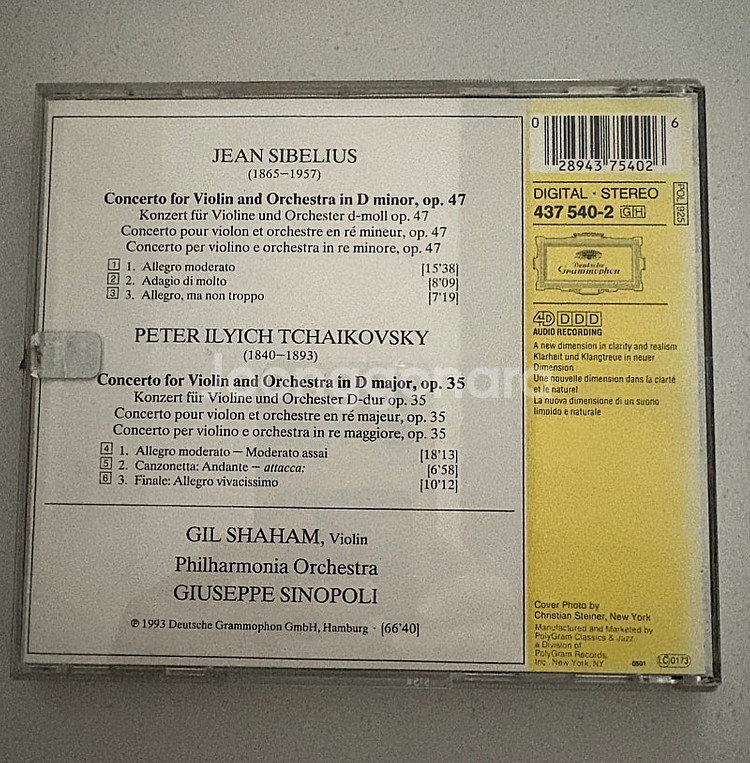 JEAN SIBELIUS
(1865–1957)
Concerto for Violin and Orchestra in D minor, op. 47
Konzert für Violine und Orchester d-moll op. 47
Concerto pour violon et orchestre en ré mineur, op. 47
Concerto per violino e orchestra in re minore, op. 47
1 1. Allegro moderato [15'38]
2 2. Adagio di molto [8'09]
3 3. Allegro, ma non troppo [7'19]
PETER ILYICH TCHAIKOVSKY
(1840–1893)
Concerto for Violin and Orchestra in D major, op. 35
Konzert für Violine und Orchester D-dur op. 35
Concerto pour violon et orchestre en ré majeur, op. 35
Concerto per violino e orchestra in re maggiore, op. 35
4 1. Allegro moderato – Moderato assai [18'13]
5 2. Canzonetta: Andante – attacca: [6'58]
6 3. Finale: Allegro vivacissimo [10'12]
GIL SHAHAM, Violin
Philharmonia Orchestra
GIUSEPPE SINOPOLI
℗ 1993 Deutsche Grammophon GmbH, Hamburg · [66'40]
0 28943 75402 6
DIGITAL · STEREO
437 540-2 GH
POL 925
Deutsche
Grammophon
4D DDD
AUDIO RECORDING
A new dimension in clarity and realism
Klarheit und Klangtreue in neuer
Dimension
Une nouvelle dimension dans la clarté
et le naturel
La nuova dimensione di un suono
limpido e naturale
Cover Photo by
Christian Steiner, New York
Manufactured and Marketed by
PolyGram Classics & Jazz
a Division of
PolyGram Records,
Inc. New York, NY
0501
LC 0173